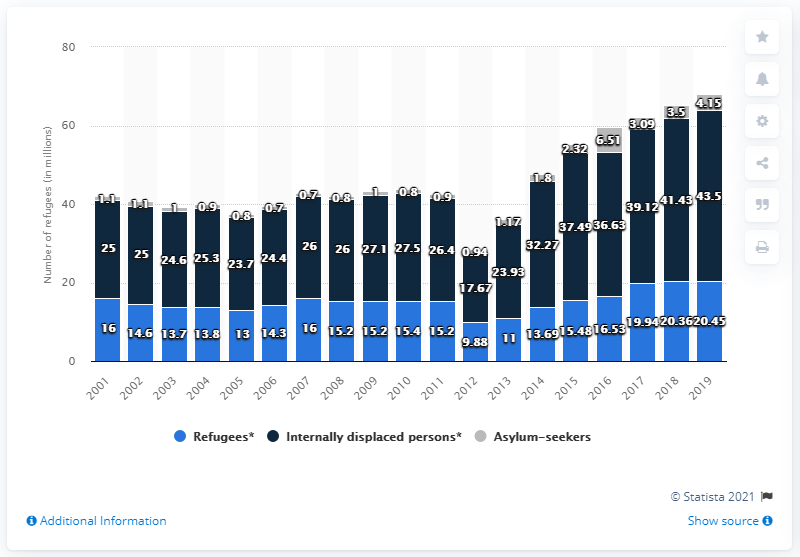 80
60
40
20
0
Number of refugees (in millions)
1.1 1.1 1 0.9 0.8 0.7 0.7 0.8 1 0.8 0.9 0.94 1.17 1.8 2.32 6.51 3.09 3.5 4.15
25 25 24.6 25.3 23.7 24.4 26 26 27.1 27.5 26.4 17.67 23.93 32.27 37.49 36.63 39.12 41.43 43.5
16 14.6 13.7 13.8 13 14.3 16 15.2 15.2 15.4 15.2 9.88 11 13.69 15.48 16.53 19.94 20.36 20.45
2001 2002 2003 2004 2005 2006 2007 2008 2009 2010 2011 2012 2013 2014 2015 2016 2017 2018 2019
Refugees* Internally displaced persons* Asylum-seekers
© Statista 2021
Additional Information Show source